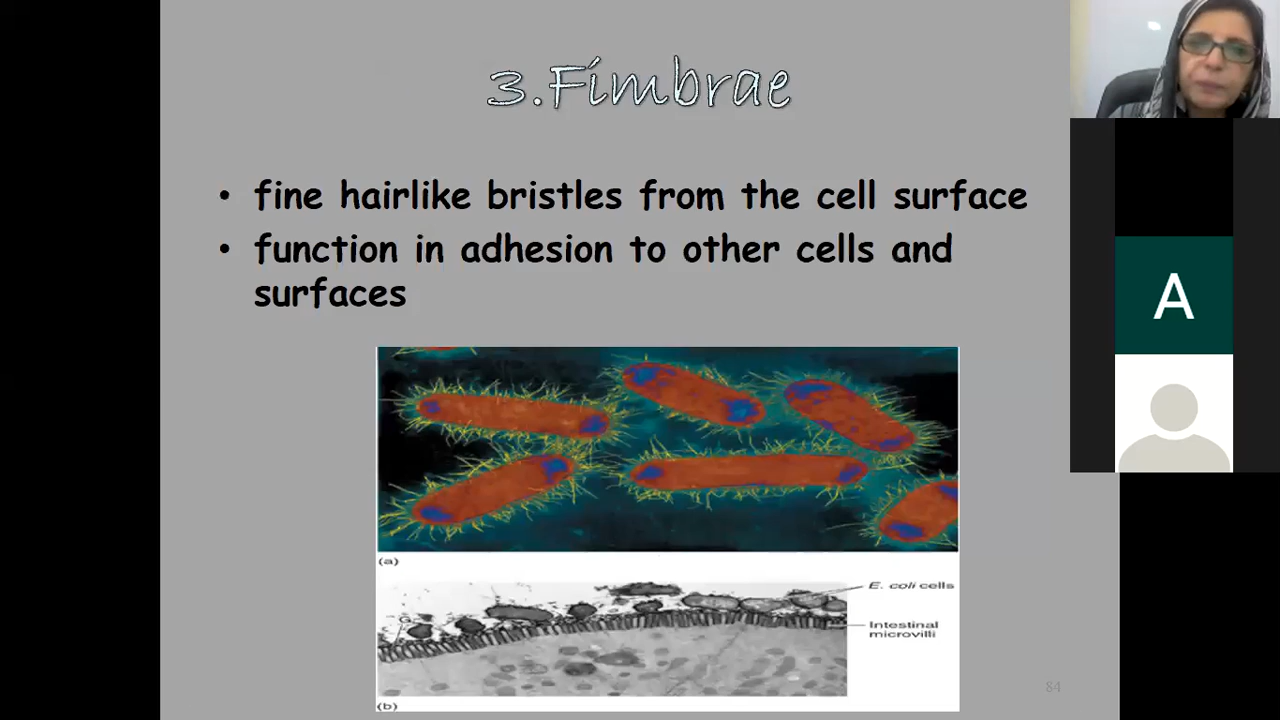 3.Fimbrae
• fine hairlike bristles from the cell surface
• function in adhesion to other cells and
surfaces
A
(a)
E. coli cells
Intestinal
microvilli
G
(b)
84